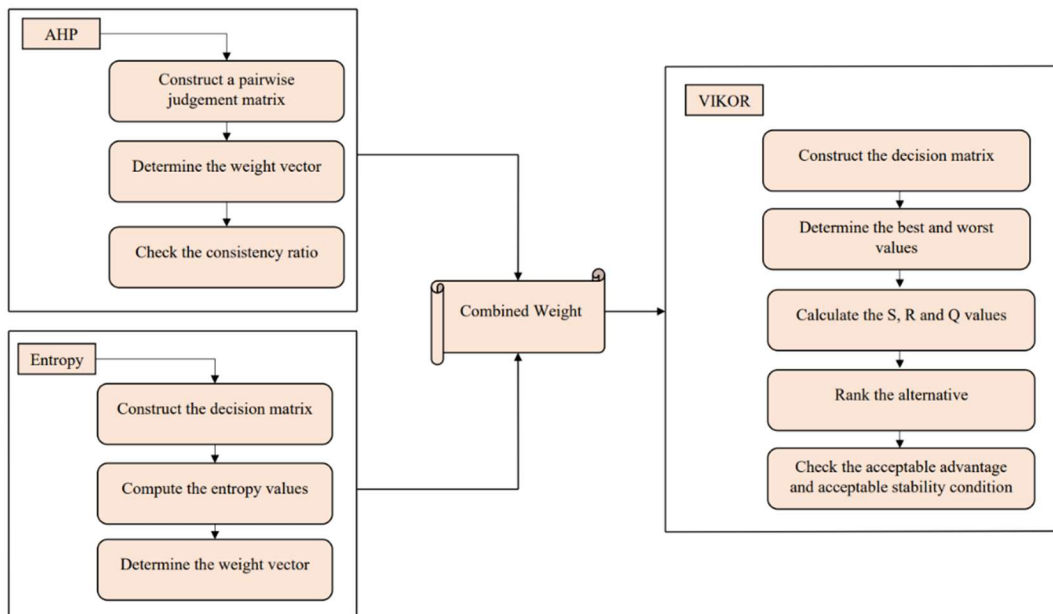 AHP
Construct a pairwise
judgement matrix
Determine the weight vector
Check the consistency ratio
Entropy
Construct the decision matrix
Compute the entropy values
Determine the weight vector
Combined Weight
VIKOR
Construct the decision matrix
Determine the best and worst
values
Calculate the S, R and Q values
Rank the alternative
Check the acceptable advantage
and acceptable stability condition